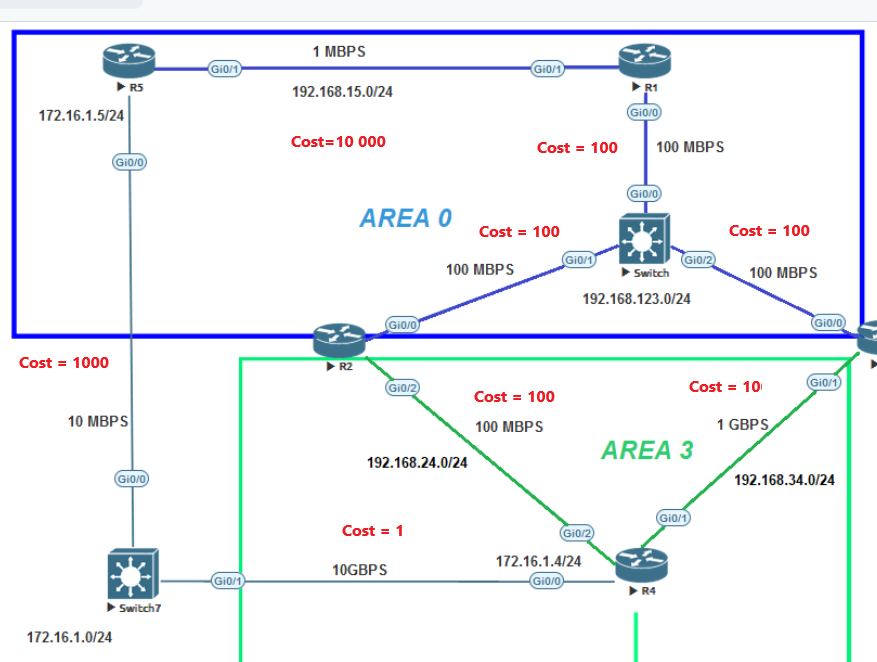 1 MBPS
Gi0/1
Gi0/1
R5
192.168.15.0/24
R1
172.16.1.5/24
Gi0/0
Cost=10 000
Cost = 100
100 MBPS
Gi0/0
Gi0/0
AREA 0
Cost = 100
Cost = 100
Gi0/1
Gi0/2
100 MBPS
Switch
100 MBPS
192.168.123.0/24
Gi0/0
Gi0/0
Cost = 1000
R2
Gi0/2
Cost = 100
Cost = 10
Gi0/1
10 MBPS
100 MBPS
1 GBPS
AREA 3
192.168.24.0/24
Gi0/0
192.168.34.0/24
Gi0/1
Cost = 1
Gi0/2
10GBPS
172.16.1.4/24
Gi0/1
Gi0/0
R4
Switch7
172.16.1.0/24